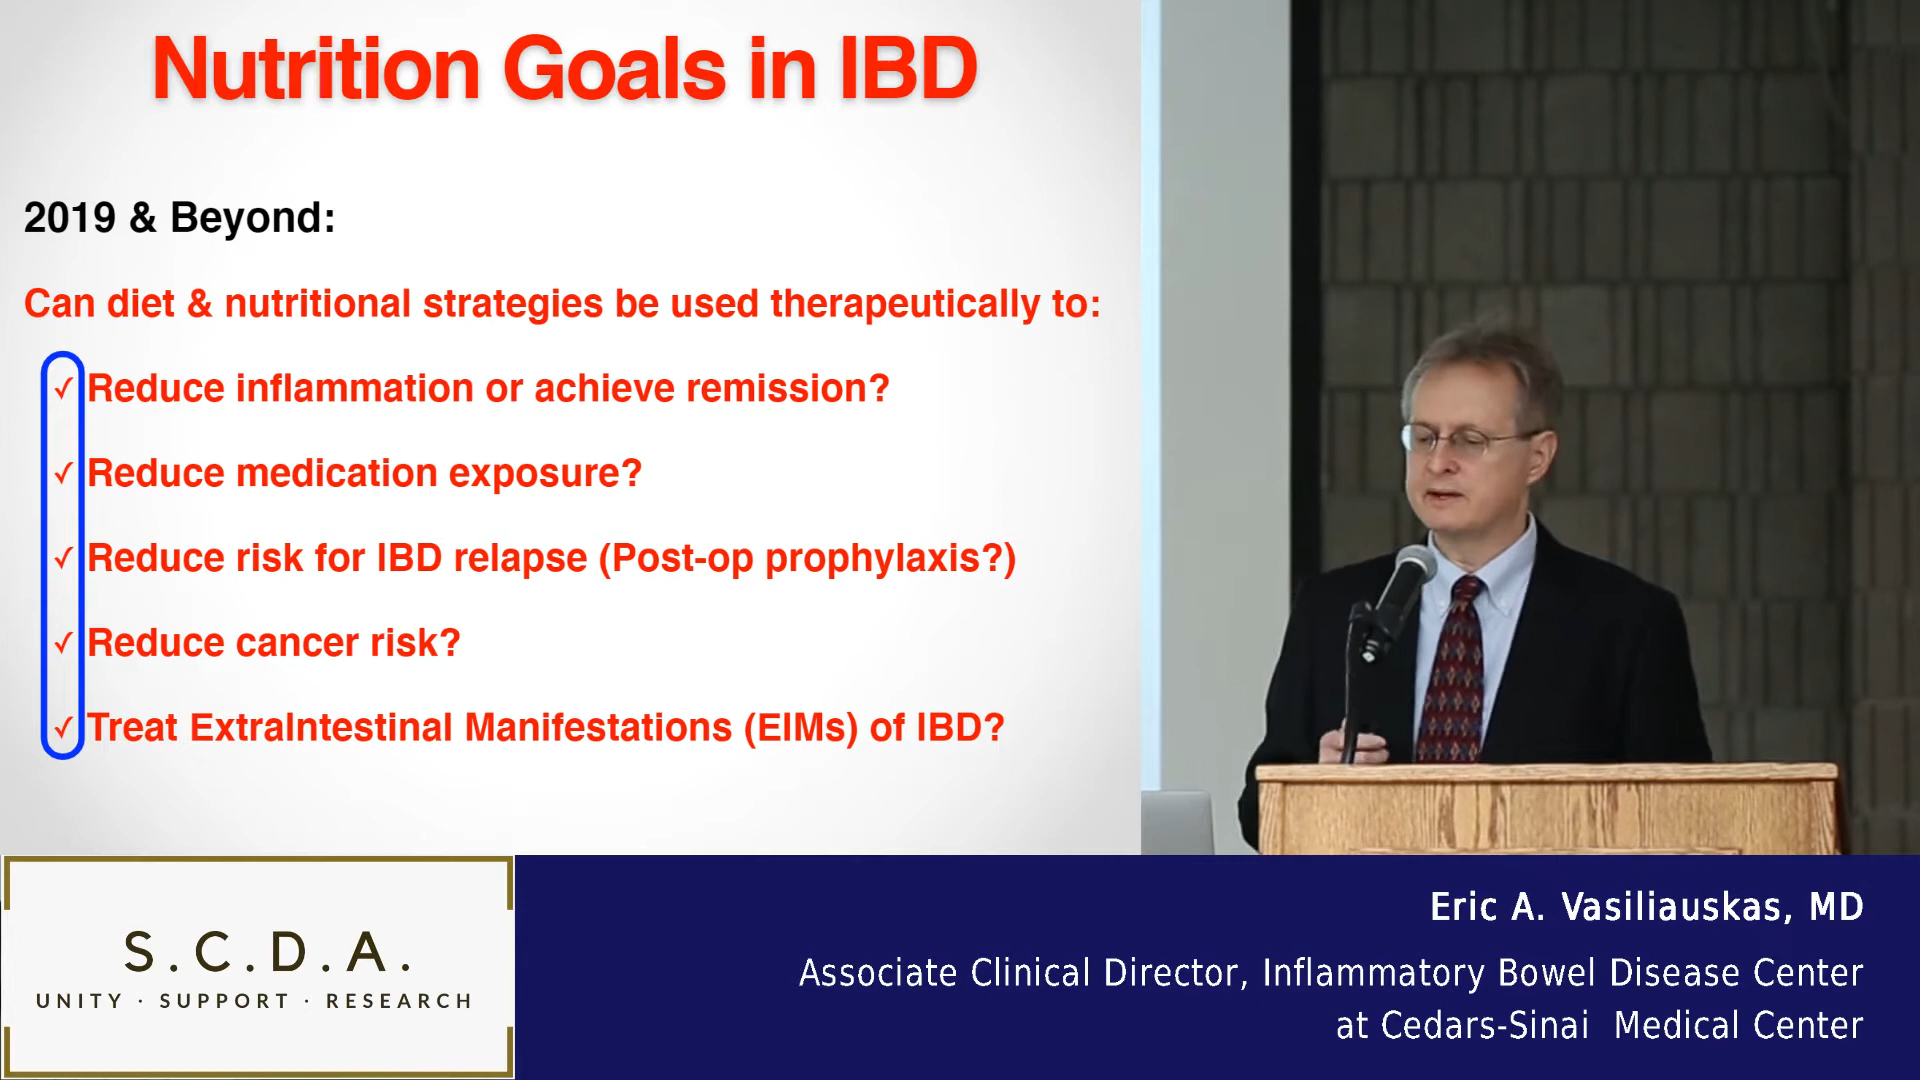 Nutrition Goals in IBD
2019 & Beyond:
Can diet & nutritional strategies be used therapeutically to:
✓ Reduce inflammation or achieve remission?
✓ Reduce medication exposure?
✓ Reduce risk for IBD relapse (Post-op prophylaxis?)
✓ Reduce cancer risk?
✓ Treat ExtraIntestinal Manifestations (EIMs) of IBD?
S.C.D.A.
UNITY · SUPPORT · RESEARCH
Eric A. Vasiliauskas, MD
Associate Clinical Director, Inflammatory Bowel Disease Center
at Cedars-Sinai Medical Center